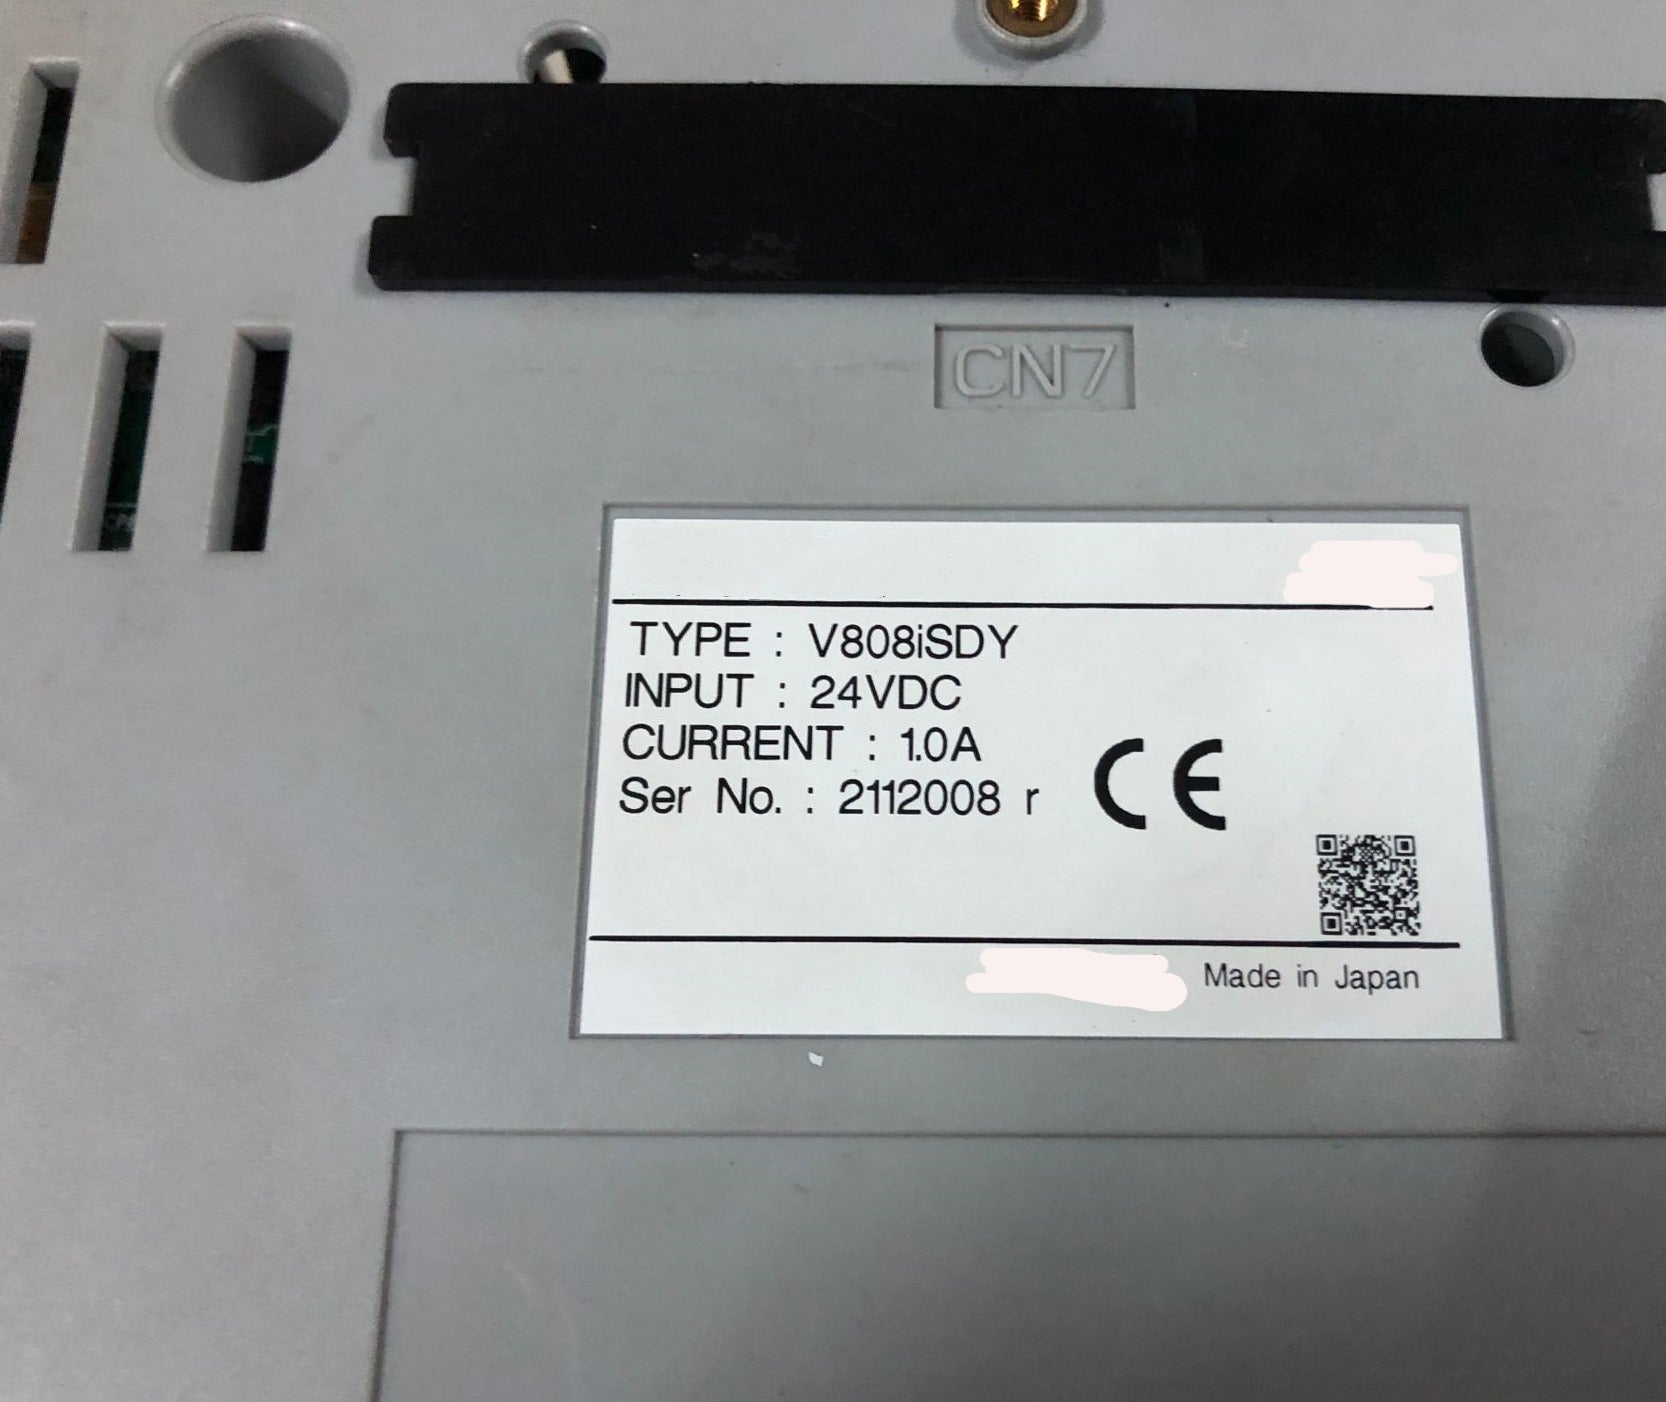 CN7
TYPE : V808iSDY
INPUT : 24VDC
CURRENT : 1.0A
Ser No. : 2112008 r
CE
Made in Japan